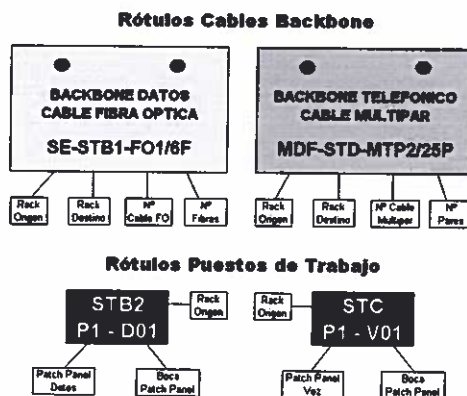 Rótulos Cables Backbone
BACKBONE DATOS
CABLE FIBRA OPTICA
SE-STB1-FO1/6F
Rack
Origen
Rack
Destino
Nº
Cable FO
Nº
Fibras
BACKBONE TELEFONICO
CABLE MULTIPAR
MDF-STD-MTP2/25P
Rack
Origen
Rack
Destino
Nº Cable
Multipar
Nº
Pares
Rótulos Puestos de Trabajo
STB2
P1 - D01
Rack
Origen
Patch Panel
Datos
Boca
Patch Panel
Rack
Origen
STC
P1 - V01
Patch Panel
Voz
Boca
Patch Panel